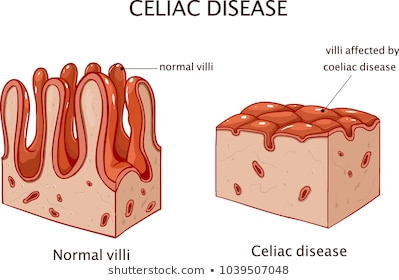 CELIAC DISEASE
normal villi
villi affected by
coeliac disease
Normal villi
Celiac disease
shutterstock.com • 1039507048